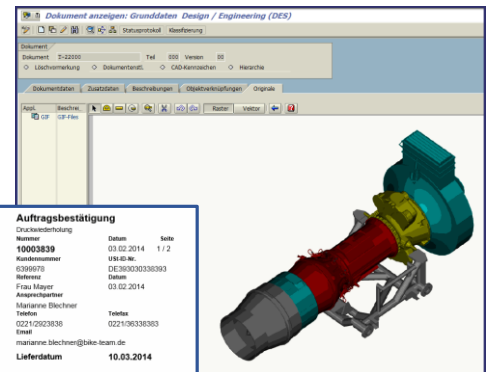 Dokument anzeigen: Grunddaten Design / Engineering (DES)
Statusprotokoll Klassifizierung
Dokument
Dokument Z-22000 Teil 000 Version 00
Löschvormerkung Dokumentenstl. CAD-Kennzeichen Hierarchie
Dokumentdaten Zusatzdaten Beschreibungen Objektverknüpfungen Originale
Appl. Beschrei. Raster Vektor
GIF GIF-Files
Auftragsbestätigung
Druckwiederholung
Nummer Datum Seite
10003839 03.02.2014 1 / 2
Kundennummer USt-ID-Nr.
6399978 DE393030338393
Referenz Datum
Frau Mayer 03.02.2014
Ansprechpartner
Marianne Blechner
Telefon Telefax
0221/2923838 0221/36338383
Email
marianne.blechner@bike-team.de
Lieferdatum 10.03.2014